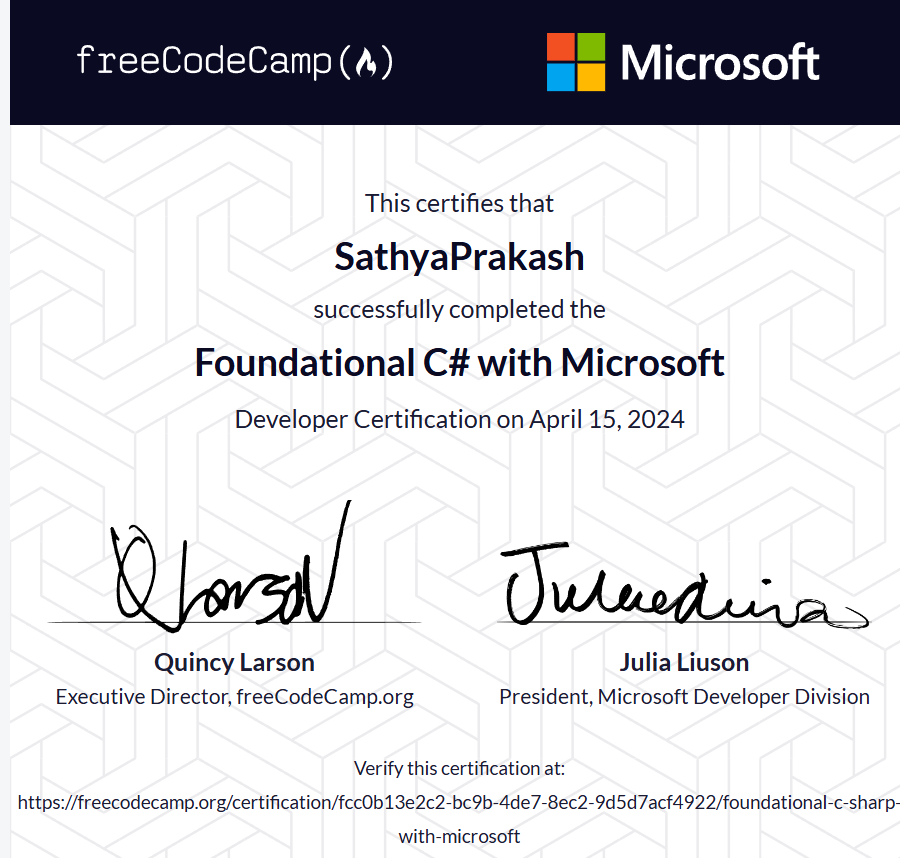 freeCodeCamp
Microsoft
This certifies that
SathyaPrakash
successfully completed the
Foundational C# with Microsoft
Developer Certification on April 15, 2024
Quincy Larson
Executive Director, freeCodeCamp.org
Julia Liuson
President, Microsoft Developer Division
Verify this certification at:
https://freecodecamp.org/certification/fcc0b13e2c2-bc9b-4de7-8ec2-9d5d7acf4922/foundational-c-sharp-
with-microsoft